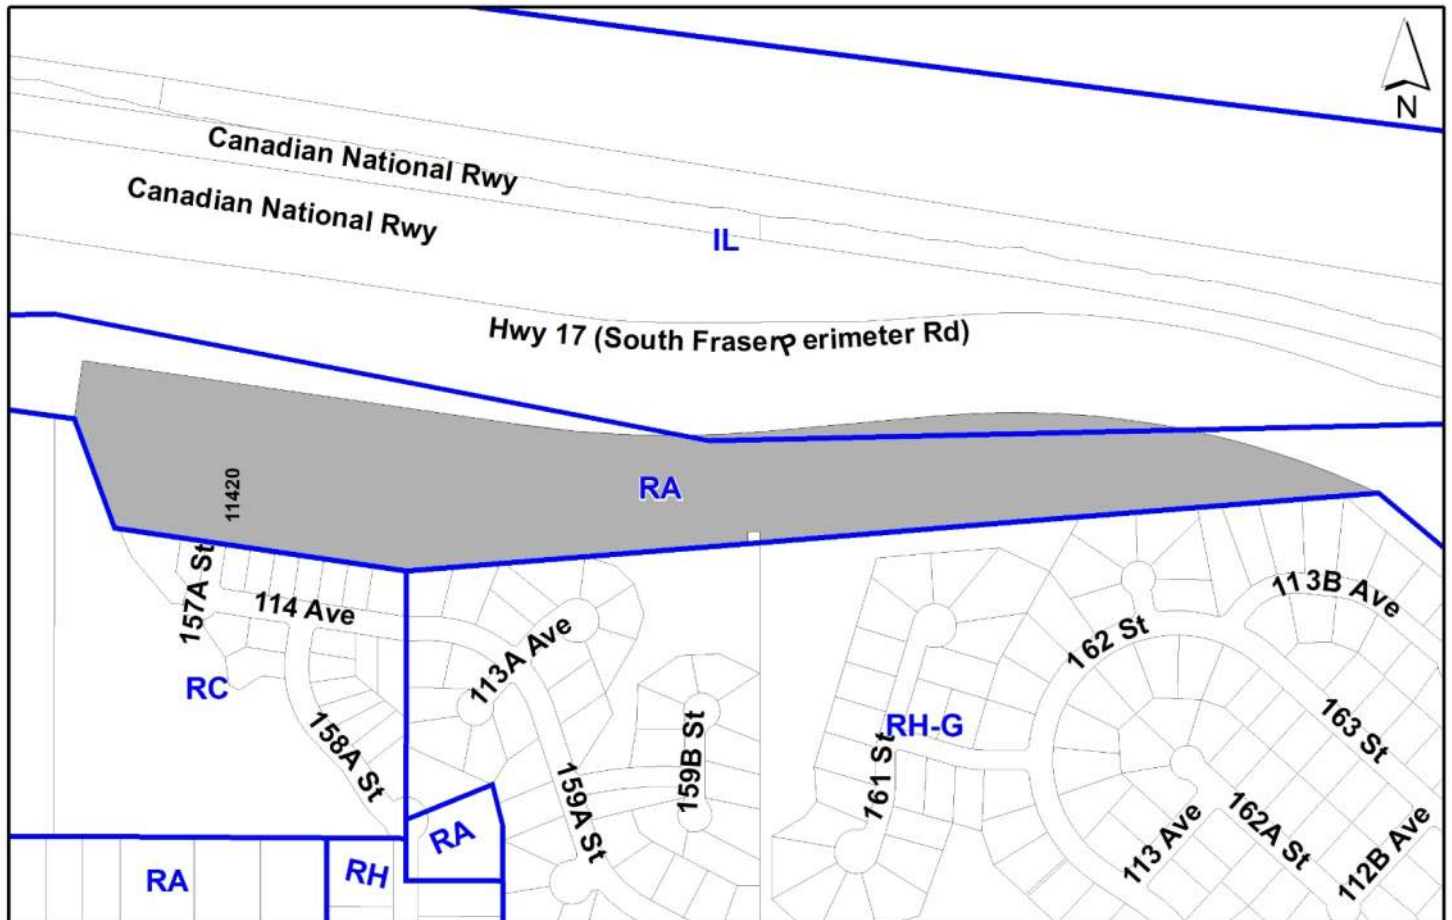 N
Canadian National Rwy
Canadian National Rwy
IL
Hwy 17 (South Fraser Perimeter Rd)
RA
11420
157A St
114 Ave
113A Ave
162 St
113B Ave
RC
158A St
159A St
159B St
161 St
RH-G
163 St
113 Ave
162A St
112B Ave
RA
RH
RA